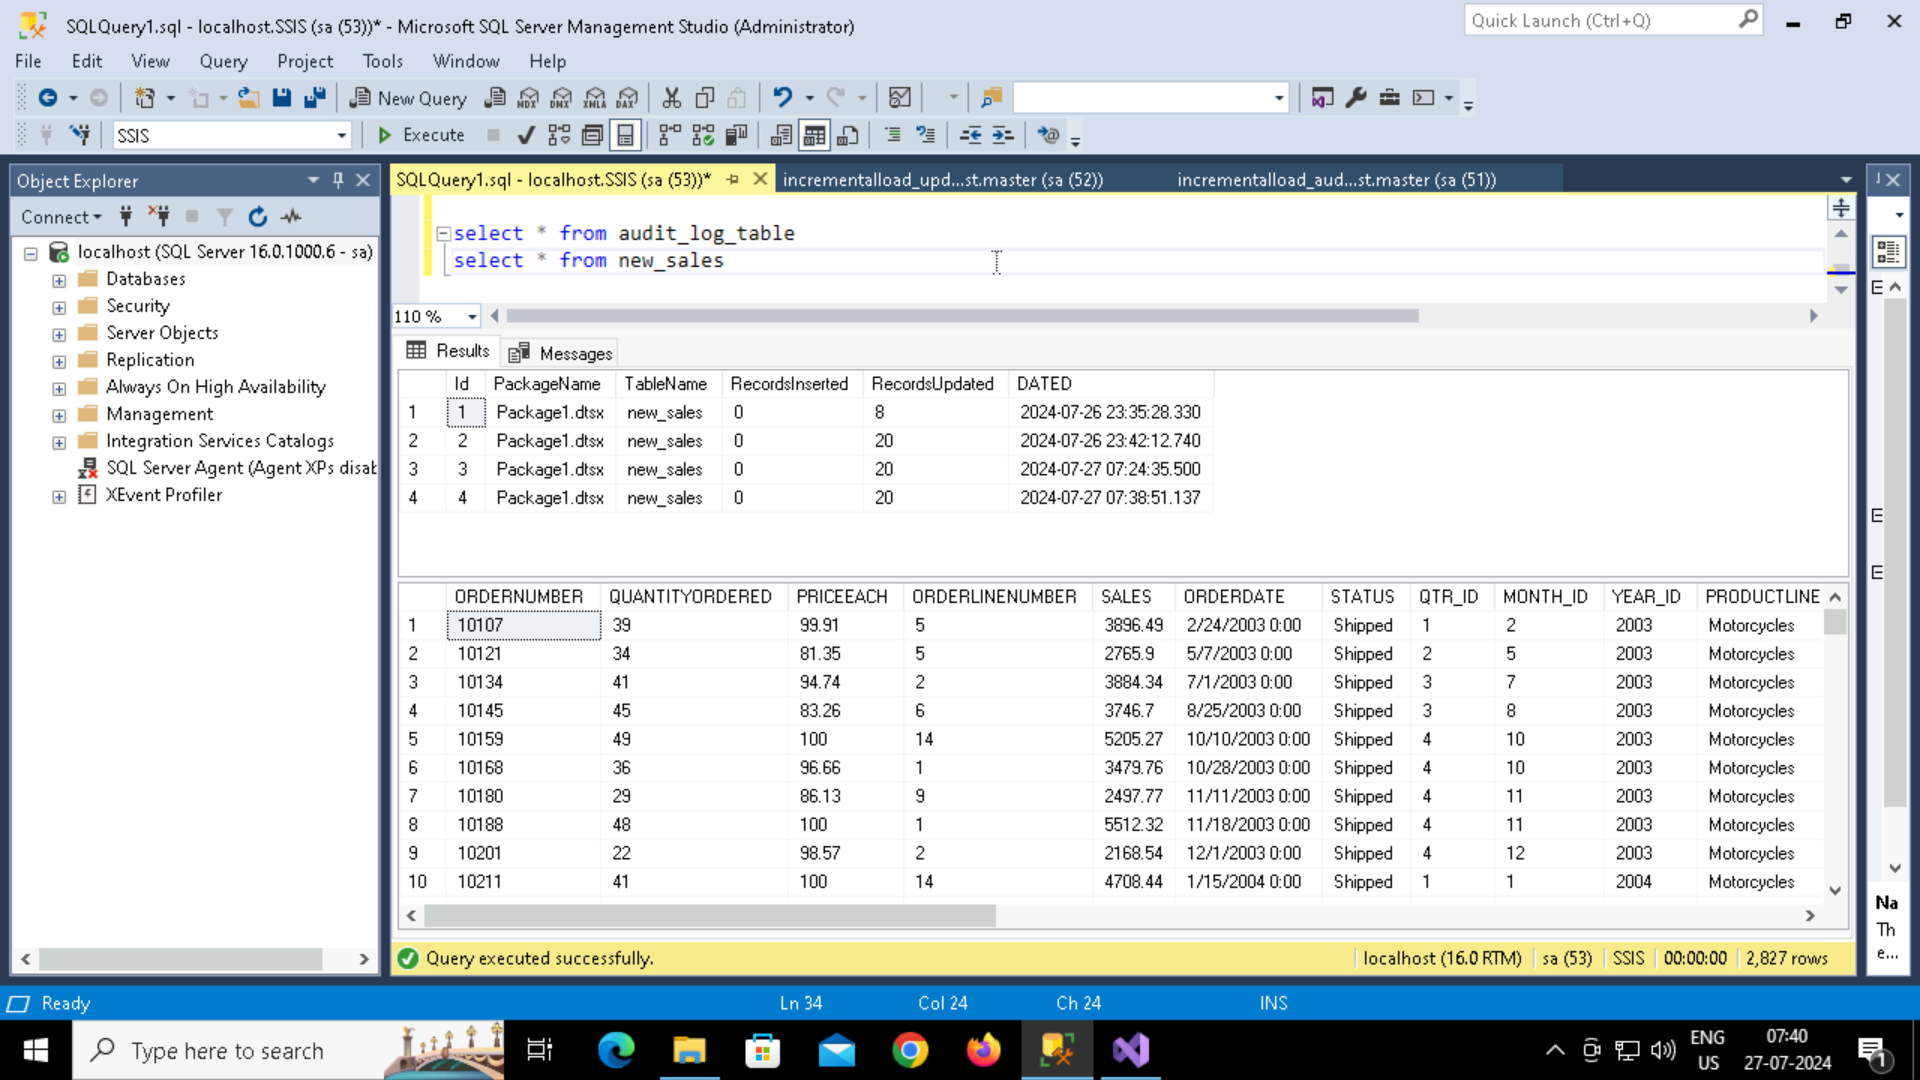 SQLQuery1.sql - localhost.SSIS (sa (53))* - Microsoft SQL Server Management Studio (Administrator)
Quick Launch (Ctrl+Q)
File Edit View Query Project Tools Window Help
New Query MDX DMX XMLA DAX
SSIS Execute
Object Explorer
SQLQuery1.sql - localhost.SSIS (sa (53))* incrementalload_upd...st.master (sa (52)) incrementalload_aud...st.master (sa (51))
Connect
localhost (SQL Server 16.0.1000.6 - sa)
Databases
Security
Server Objects
Replication
Always On High Availability
Management
Integration Services Catalogs
SQL Server Agent (Agent XPs disab
XEvent Profiler
select * from audit_log_table
select * from new_sales
110 %
Results Messages
Id PackageName TableName RecordsInserted RecordsUpdated DATED
1 1 Package1.dtsx new_sales 0 8 2024-07-26 23:35:28.330
2 2 Package1.dtsx new_sales 0 20 2024-07-26 23:42:12.740
3 3 Package1.dtsx new_sales 0 20 2024-07-27 07:24:35.500
4 4 Package1.dtsx new_sales 0 20 2024-07-27 07:38:51.137
ORDERNUMBER QUANTITYORDERED PRICEEACH ORDERLINENUMBER SALES ORDERDATE STATUS QTR_ID MONTH_ID YEAR_ID PRODUCTLINE
1 10107 39 99.91 5 3896.49 2/24/2003 0:00 Shipped 1 2 2003 Motorcycles
2 10121 34 81.35 5 2765.9 5/7/2003 0:00 Shipped 2 5 2003 Motorcycles
3 10134 41 94.74 2 3884.34 7/1/2003 0:00 Shipped 3 7 2003 Motorcycles
4 10145 45 83.26 6 3746.7 8/25/2003 0:00 Shipped 3 8 2003 Motorcycles
5 10159 49 100 14 5205.27 10/10/2003 0:00 Shipped 4 10 2003 Motorcycles
6 10168 36 96.66 1 3479.76 10/28/2003 0:00 Shipped 4 10 2003 Motorcycles
7 10180 29 86.13 9 2497.77 11/11/2003 0:00 Shipped 4 11 2003 Motorcycles
8 10188 48 100 1 5512.32 11/18/2003 0:00 Shipped 4 11 2003 Motorcycles
9 10201 22 98.57 2 2168.54 12/1/2003 0:00 Shipped 4 12 2003 Motorcycles
10 10211 41 100 14 4708.44 1/15/2004 0:00 Shipped 1 1 2004 Motorcycles
Na
Th
e...
Query executed successfully. localhost (16.0 RTM) sa (53) SSIS 00:00:00 2,827 rows
Ready Ln 34 Col 24 Ch 24 INS
Type here to search
ENG
US
07:40
27-07-2024
1